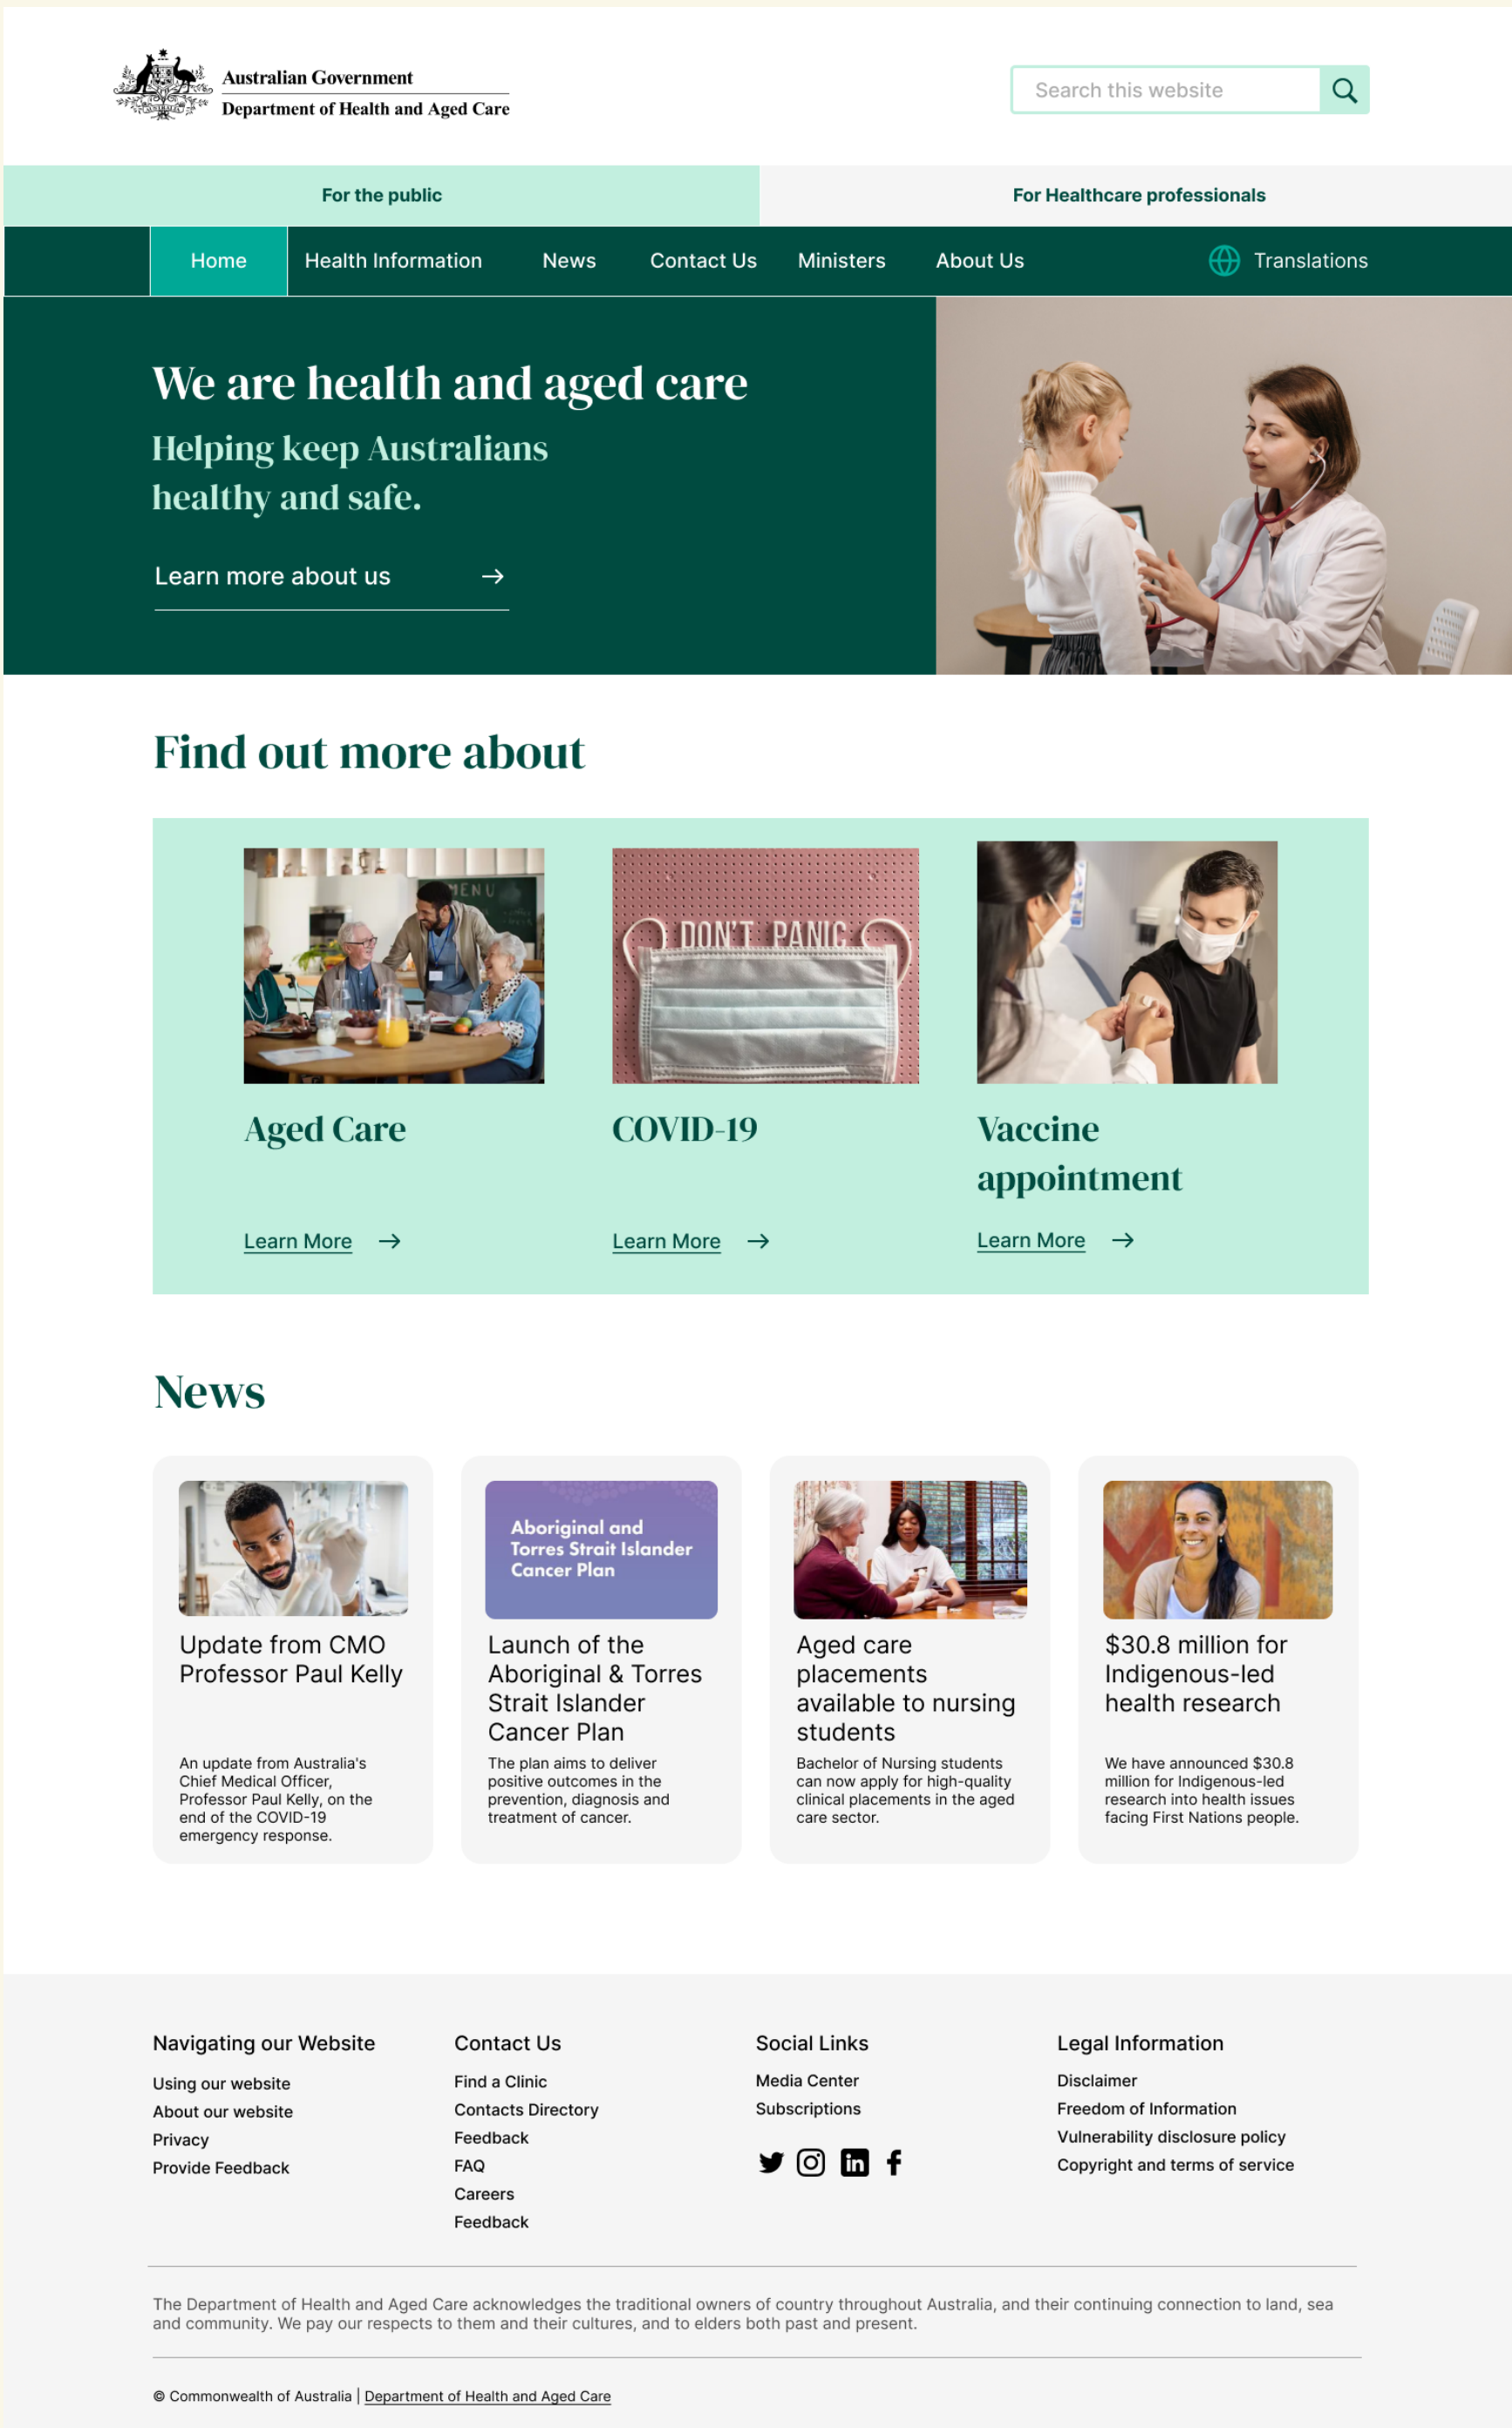 Australian Government
Department of Health and Aged Care
Search this website
For the public
For Healthcare professionals
Home
Health Information
News
Contact Us
Ministers
About Us
Translations
We are health and aged care
Helping keep Australians
healthy and safe.
Learn more about us
Find out more about
MENU
DON'T PANIC
Aged Care
COVID-19
Vaccine
appointment
Learn More
Learn More
Learn More
News
Aboriginal and
Torres Strait Islander
Cancer Plan
Update from CMO
Professor Paul Kelly
An update from Australia's
Chief Medical Officer,
Professor Paul Kelly, on the
end of the COVID-19
emergency response.
Launch of the
Aboriginal & Torres
Strait Islander
Cancer Plan
The plan aims to deliver
positive outcomes in the
prevention, diagnosis and
treatment of cancer.
Aged care
placements
available to nursing
students
Bachelor of Nursing students
can now apply for high-quality
clinical placements in the aged
care sector.
$30.8 million for
Indigenous-led
health research
We have announced $30.8
million for Indigenous-led
research into health issues
facing First Nations people.
Navigating our Website
Using our website
About our website
Privacy
Provide Feedback
Contact Us
Find a Clinic
Contacts Directory
Feedback
FAQ
Careers
Feedback
Social Links
Media Center
Subscriptions
Legal Information
Disclaimer
Freedom of Information
Vulnerability disclosure policy
Copyright and terms of service
The Department of Health and Aged Care acknowledges the traditional owners of country throughout Australia, and their continuing connection to land, sea
and community. We pay our respects to them and their cultures, and to elders both past and present.
© Commonwealth of Australia | Department of Health and Aged Care